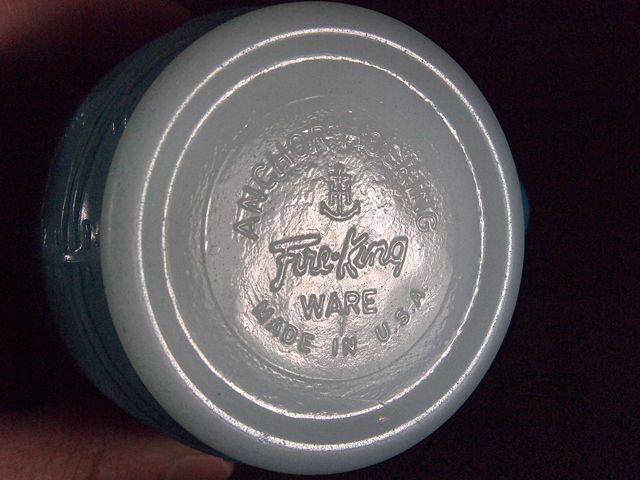 ANCHOR HOCKING
Fire-King
WARE
MADE IN U.S.A.